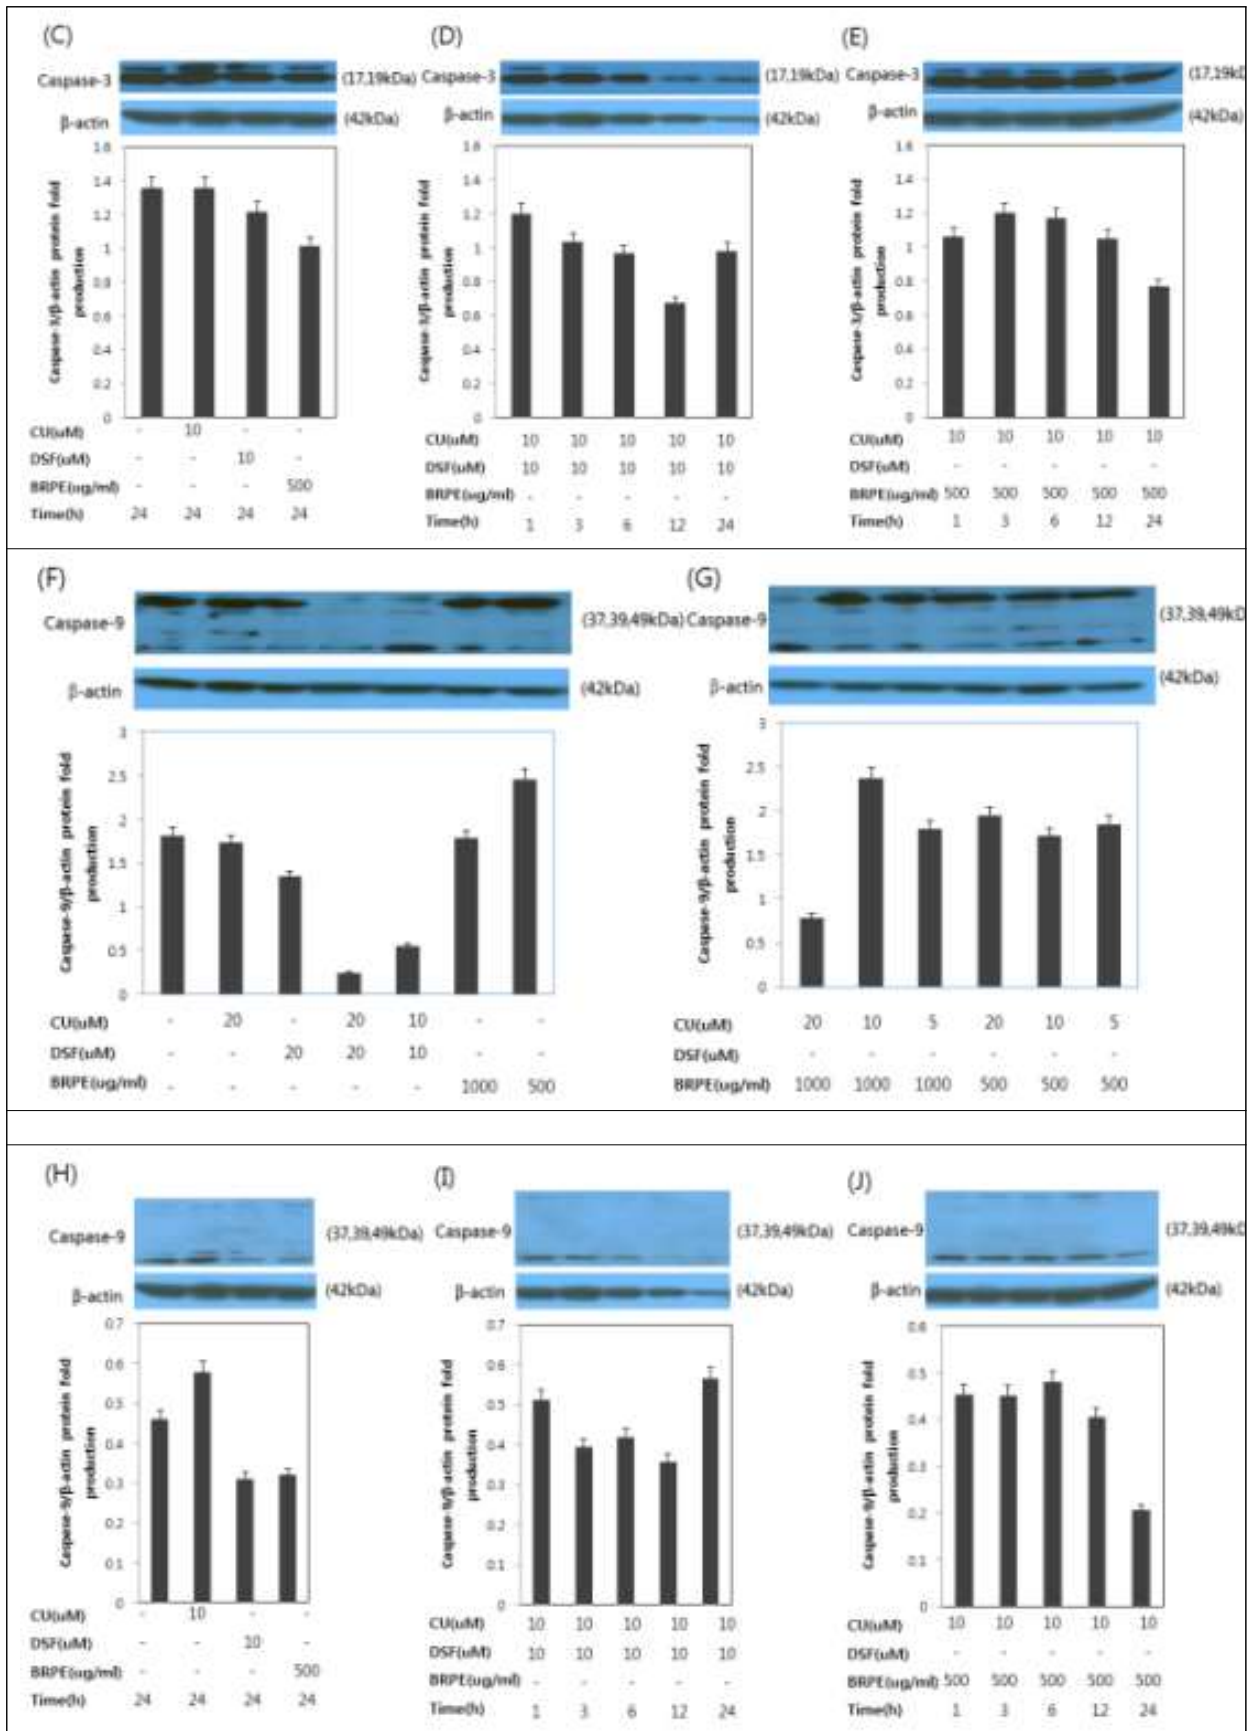 (C) (D) (E)
Caspase-3 (17,19kDa) Caspase-3 (17,19kDa) Caspase-3 (17,19kD
β-actin (42kDa) β-actin (42kDa) β-actin (42kDa)
Caspase-3/β-actin protein fold production
1.6
1.4
1.2
1
0.8
0.6
0.4
0.2
0
CU(uM) - 10 - -
DSF(uM) - - 10 -
BRPE(ug/ml) - - - 500
Time(h) 24 24 24 24
Caspase-3/β-actin protein fold production
1.6
1.4
1.2
1
0.8
0.6
0.4
0.2
0
CU(uM) 10 10 10 10 10
DSF(uM) 10 10 10 10 10
BRPE(ug/ml) - - - - -
Time(h) 1 3 6 12 24
Caspase-3/β-actin protein fold production
1.6
1.4
1.2
1
0.8
0.6
0.4
0.2
0
CU(uM) 10 10 10 10 10
DSF(uM) - - - - -
BRPE(ug/ml) 500 500 500 500 500
Time(h) 1 3 6 12 24
(F) (G)
Caspase-9 (37,39,49kDa) Caspase-9 (37,39,49kD
β-actin (42kDa) β-actin (42kDa)
Caspase-9/β-actin protein fold production
3
2.5
2
1.5
1
0.5
0
CU(uM) - 20 - 20 10 - -
DSF(uM) - - 20 20 10 - -
BRPE(ug/ml) - - - - - 1000 500
Caspase-9/β-actin protein fold production
3
2.5
2
1.5
1
0.5
0
CU(uM) 20 10 5 20 10 5
DSF(uM) - - - - - -
BRPE(ug/ml) 1000 1000 1000 500 500 500
(H) (I) (J)
Caspase-9 (37,39,49kDa) Caspase-9 (37,39,49kDa) Caspase-9 (37,39,49kD
β-actin (42kDa) β-actin (42kDa) β-actin (42kDa)
Caspese-9/β-actin protein fold production
0.7
0.6
0.5
0.4
0.3
0.2
0.1
0
CU(uM) - 10 - -
DSF(uM) - - 10 -
BRPE(ug/ml) - - - 500
Time(h) 24 24 24 24
Caspase-9/β-actin protein fold production
0.7
0.6
0.5
0.4
0.3
0.2
0.1
0
CU(uM) 10 10 10 10 10
DSF(uM) 10 10 10 10 10
BRPE(ug/ml) - - - - -
Time(h) 1 3 6 12 24
Caspase-9/β-actin protein fold production
0.6
0.5
0.4
0.3
0.2
0.1
0
CU(uM) 10 10 10 10 10
DSF(uM) - - - - -
BRPE(ug/ml) 500 500 500 500 500
Time(h) 1 3 6 12 24